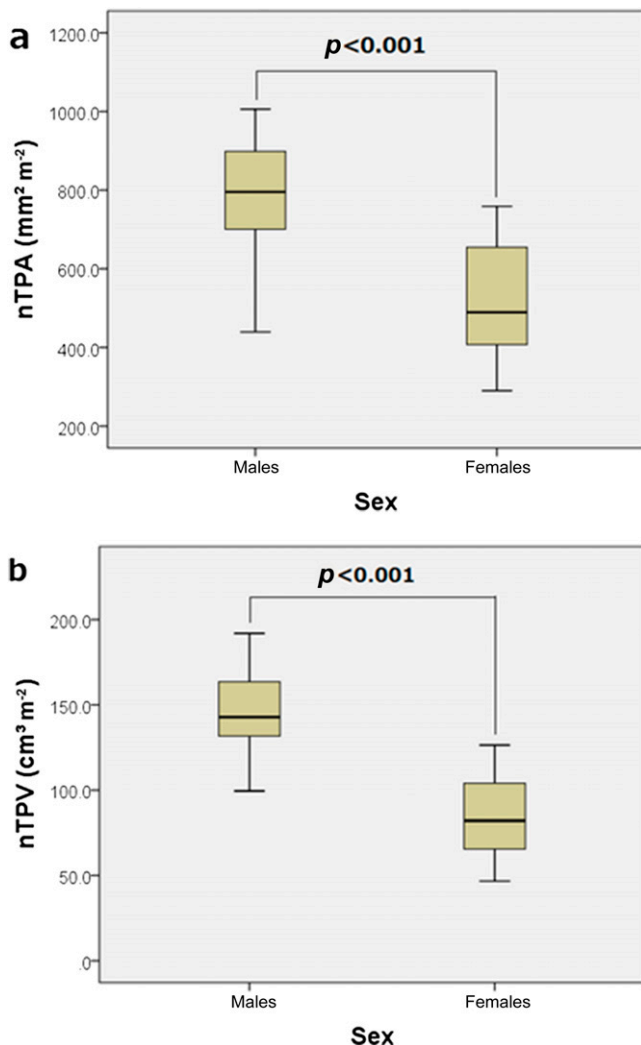 a
p<0.001
nTPA (mm² m⁻²)
1200.0
1000.0
800.0
600.0
400.0
200.0
Males Females
Sex
b
p<0.001
nTPV (cm³ m⁻²)
200.0
150.0
100.0
50.0
.0
Males Females
Sex